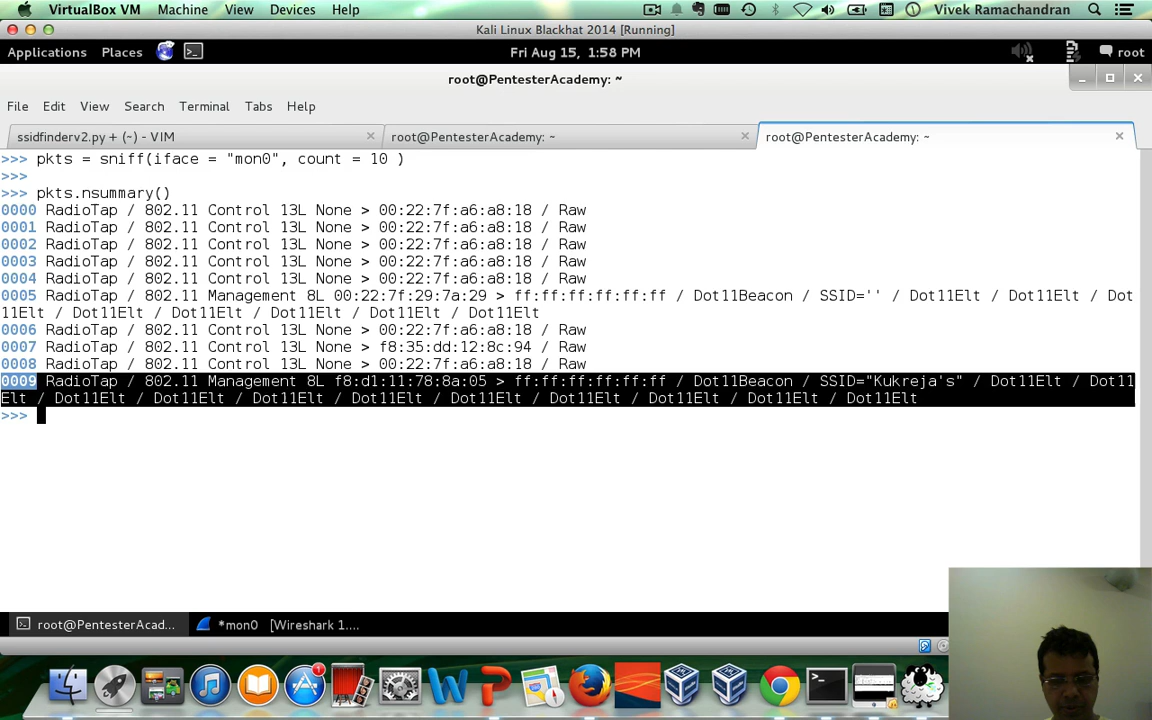 VirtualBox VM Machine View Devices Help Vivek Ramachandran
Kali Linux Blackhat 2014 [Running]
Applications Places Fri Aug 15, 1:58 PM root
root@PentesterAcademy: ~
File Edit View Search Terminal Tabs Help
ssidfinderv2.py + (~) - VIM root@PentesterAcademy: ~ root@PentesterAcademy: ~
>>> pkts = sniff(iface = "mon0", count = 10 )
>>>
>>> pkts.nsummary()
0000 RadioTap / 802.11 Control 13L None > 00:22:7f:a6:a8:18 / Raw
0001 RadioTap / 802.11 Control 13L None > 00:22:7f:a6:a8:18 / Raw
0002 RadioTap / 802.11 Control 13L None > 00:22:7f:a6:a8:18 / Raw
0003 RadioTap / 802.11 Control 13L None > 00:22:7f:a6:a8:18 / Raw
0004 RadioTap / 802.11 Control 13L None > 00:22:7f:a6:a8:18 / Raw
0005 RadioTap / 802.11 Management 8L 00:22:7f:29:7a:29 > ff:ff:ff:ff:ff:ff / Dot11Beacon / SSID='' / Dot11Elt / Dot11Elt / Dot
11Elt / Dot11Elt / Dot11Elt / Dot11Elt / Dot11Elt / Dot11Elt
0006 RadioTap / 802.11 Control 13L None > 00:22:7f:a6:a8:18 / Raw
0007 RadioTap / 802.11 Control 13L None > f8:35:dd:12:8c:94 / Raw
0008 RadioTap / 802.11 Control 13L None > 00:22:7f:a6:a8:18 / Raw
0009 RadioTap / 802.11 Management 8L f8:d1:11:78:8a:05 > ff:ff:ff:ff:ff:ff / Dot11Beacon / SSID="Kukreja's" / Dot11Elt / Dot11
Elt / Dot11Elt / Dot11Elt / Dot11Elt / Dot11Elt / Dot11Elt / Dot11Elt / Dot11Elt / Dot11Elt / Dot11Elt
>>>
root@PentesterAcad... *mon0 [Wireshark 1....